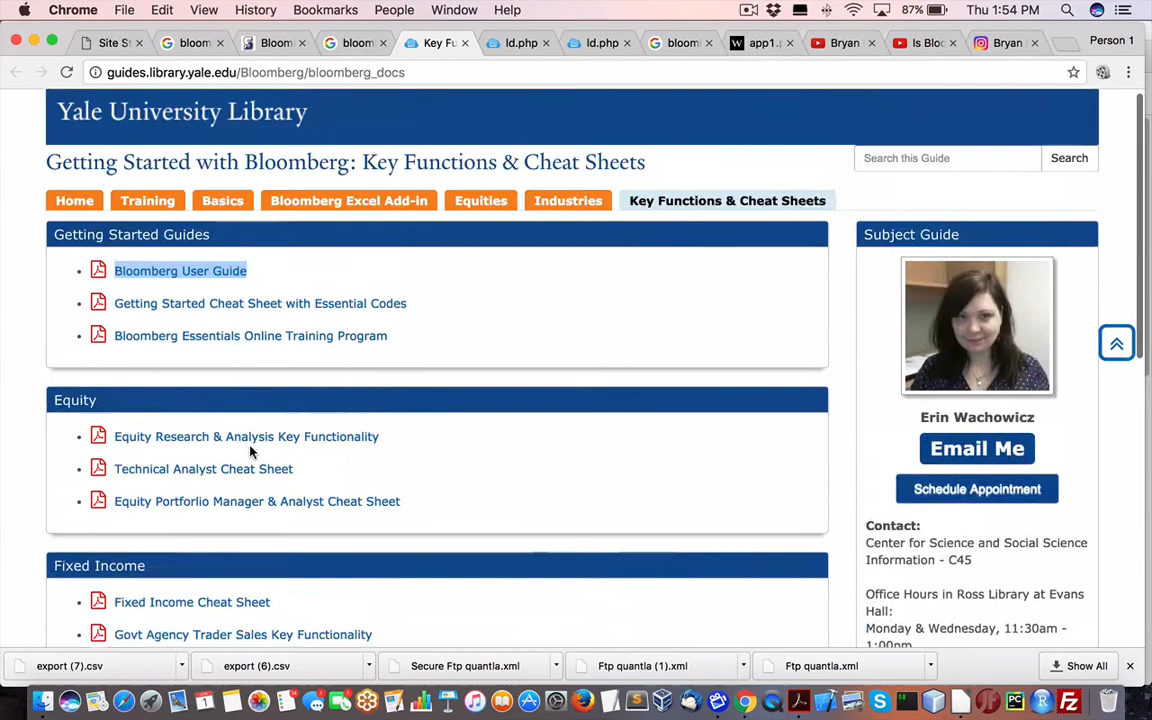 Chrome File Edit View History Bookmarks People Window Help 87% Thu 1:54 PM
Site S bloom Bloom bloom Key Fu ld.php ld.php bloom app1. Bryan Is Bloo Bryan Person 1
guides.library.yale.edu/Bloomberg/bloomberg_docs
Yale University Library
Getting Started with Bloomberg: Key Functions & Cheat Sheets
Search this Guide Search
Home Training Basics Bloomberg Excel Add-in Equities Industries Key Functions & Cheat Sheets
Getting Started Guides
Bloomberg User Guide
Getting Started Cheat Sheet with Essential Codes
Bloomberg Essentials Online Training Program
Equity
Equity Research & Analysis Key Functionality
Technical Analyst Cheat Sheet
Equity Portforlio Manager & Analyst Cheat Sheet
Fixed Income
Fixed Income Cheat Sheet
Govt Agency Trader Sales Key Functionality
Subject Guide
Erin Wachowicz
Email Me
Schedule Appointment
Contact:
Center for Science and Social Science
Information - C45
Office Hours in Ross Library at Evans
Hall:
Monday & Wednesday, 11:30am -
1:00pm
export (7).csv export (6).csv Secure Ftp quantla.xml Ftp quantla (1).xml Ftp quantla.xml Show All